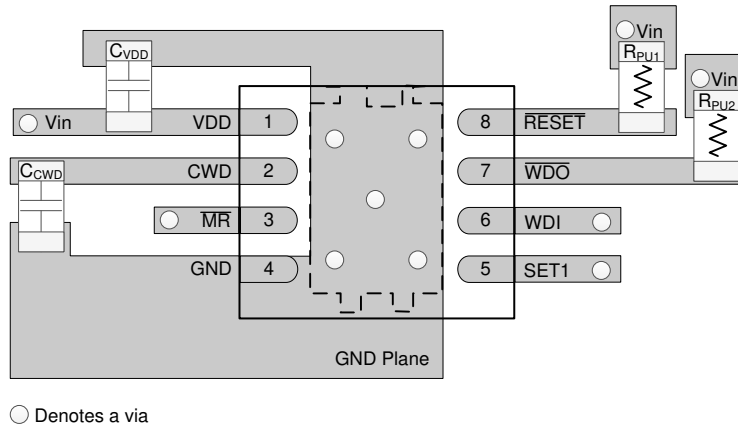 Vin
CVDD
RPU1
Vin
RPU2
Vin
VDD
1
8
RESET
CWD
2
7
WDO
CCWD
MR
3
6
WDI
GND
4
5
SET1
GND Plane
Denotes a via